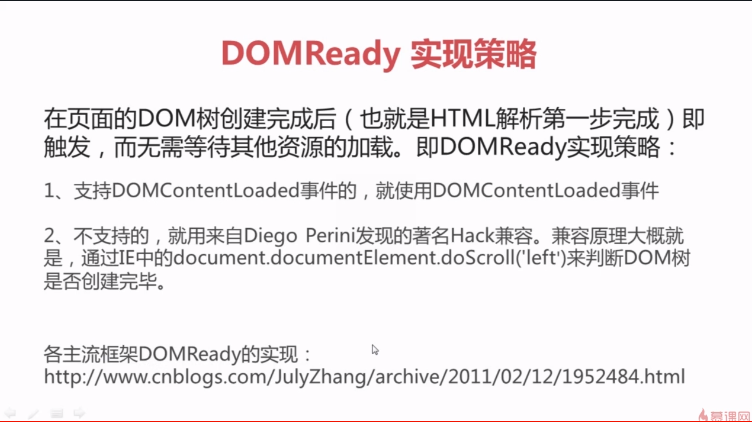 DOMReady 实现策略
在页面的DOM树创建完成后（也就是HTML解析第一步完成）即
触发，而无需等待其他资源的加载。即DOMReady实现策略：
1、支持DOMContentLoaded事件的，就使用DOMContentLoaded事件
2、不支持的，就用来自Diego Perini发现的著名Hack兼容。兼容原理大概就
是，通过IE中的document.documentElement.doScroll('left')来判断DOM树
是否创建完毕。
各主流框架DOMReady的实现：
http://www.cnblogs.com/JulyZhang/archive/2011/02/12/1952484.html
慕课网